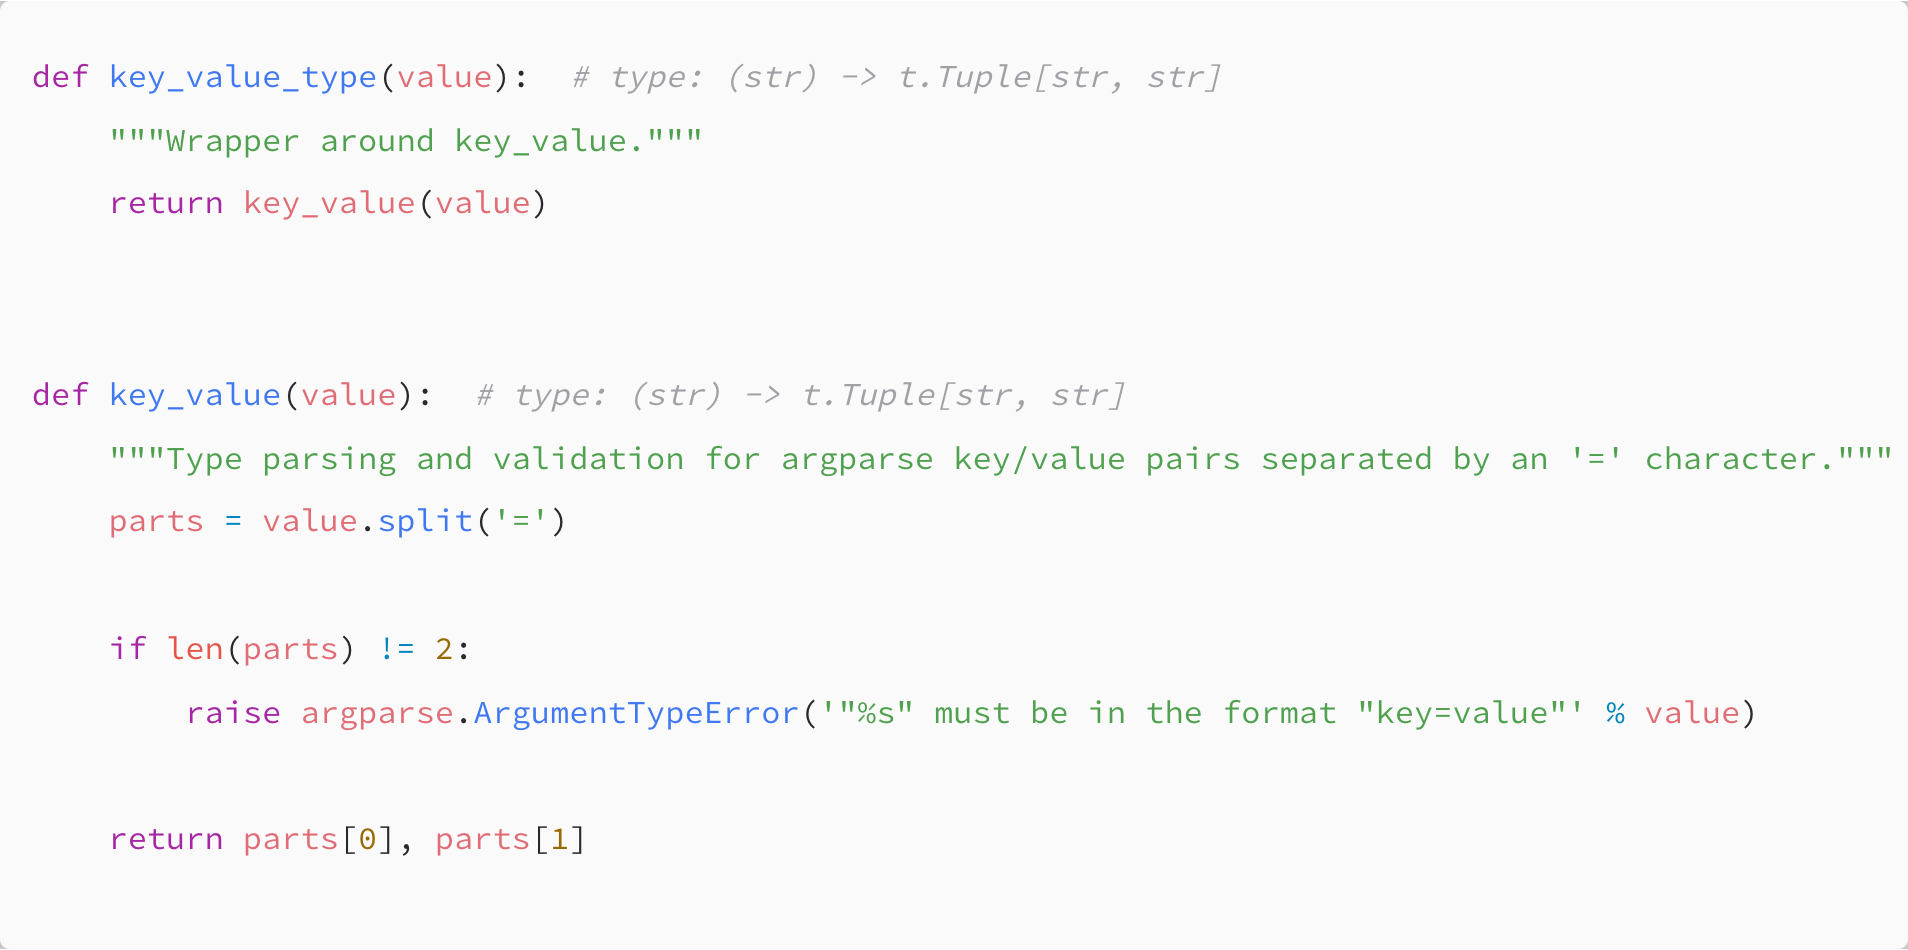 def key_value_type(value):  # type: (str) -> t.Tuple[str, str]
    """Wrapper around key_value."""
    return key_value(value)


def key_value(value):  # type: (str) -> t.Tuple[str, str]
    """Type parsing and validation for argparse key/value pairs separated by an '=' character."""
    parts = value.split('=')

    if len(parts) != 2:
        raise argparse.ArgumentTypeError('"%s" must be in the format "key=value"' % value)

    return parts[0], parts[1]